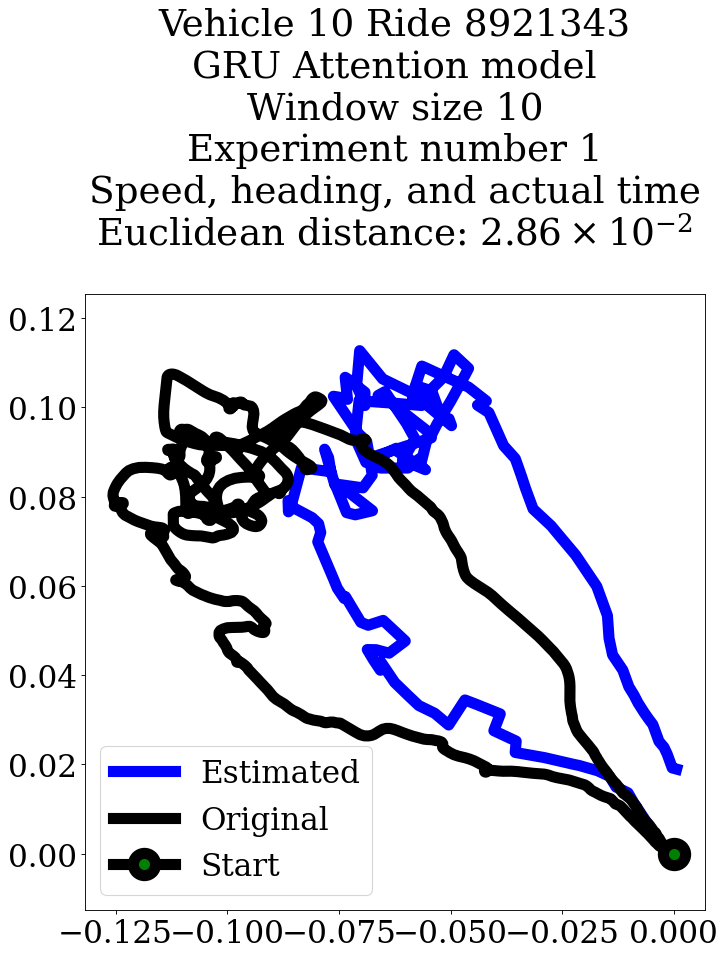 Vehicle 10 Ride 8921343
GRU Attention model
Window size 10
Experiment number 1
Speed, heading, and actual time
Euclidean distance: 2.86 × 10⁻²
0.12
0.10
0.08
0.06
0.04
0.02
0.00
Estimated
Original
Start
−0.125 −0.100 −0.075 −0.050 −0.025 0.000